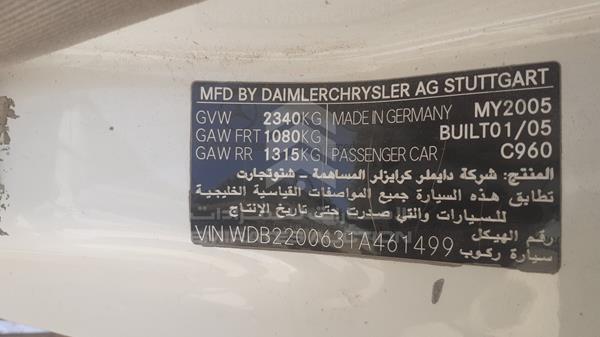 MFD BY DAIMLERCHRYSLER AG STUTTGART
GVW 2340KG MADE IN GERMANY MY2005
GAW FRT 1080KG BUILT01/05
GAW RR 1315KG PASSENGER CAR C960
المنتج: شركة دايملر كرايزلر المساهمة - شتوتجارت
تطابق هذه السيارة جميع المواصفات القياسية الخليجية
للسيارات والتي صدرت حتى تاريخ الإنتاج
VIN WDB2200631A461499 رقم الهيكل
سيارة ركوب